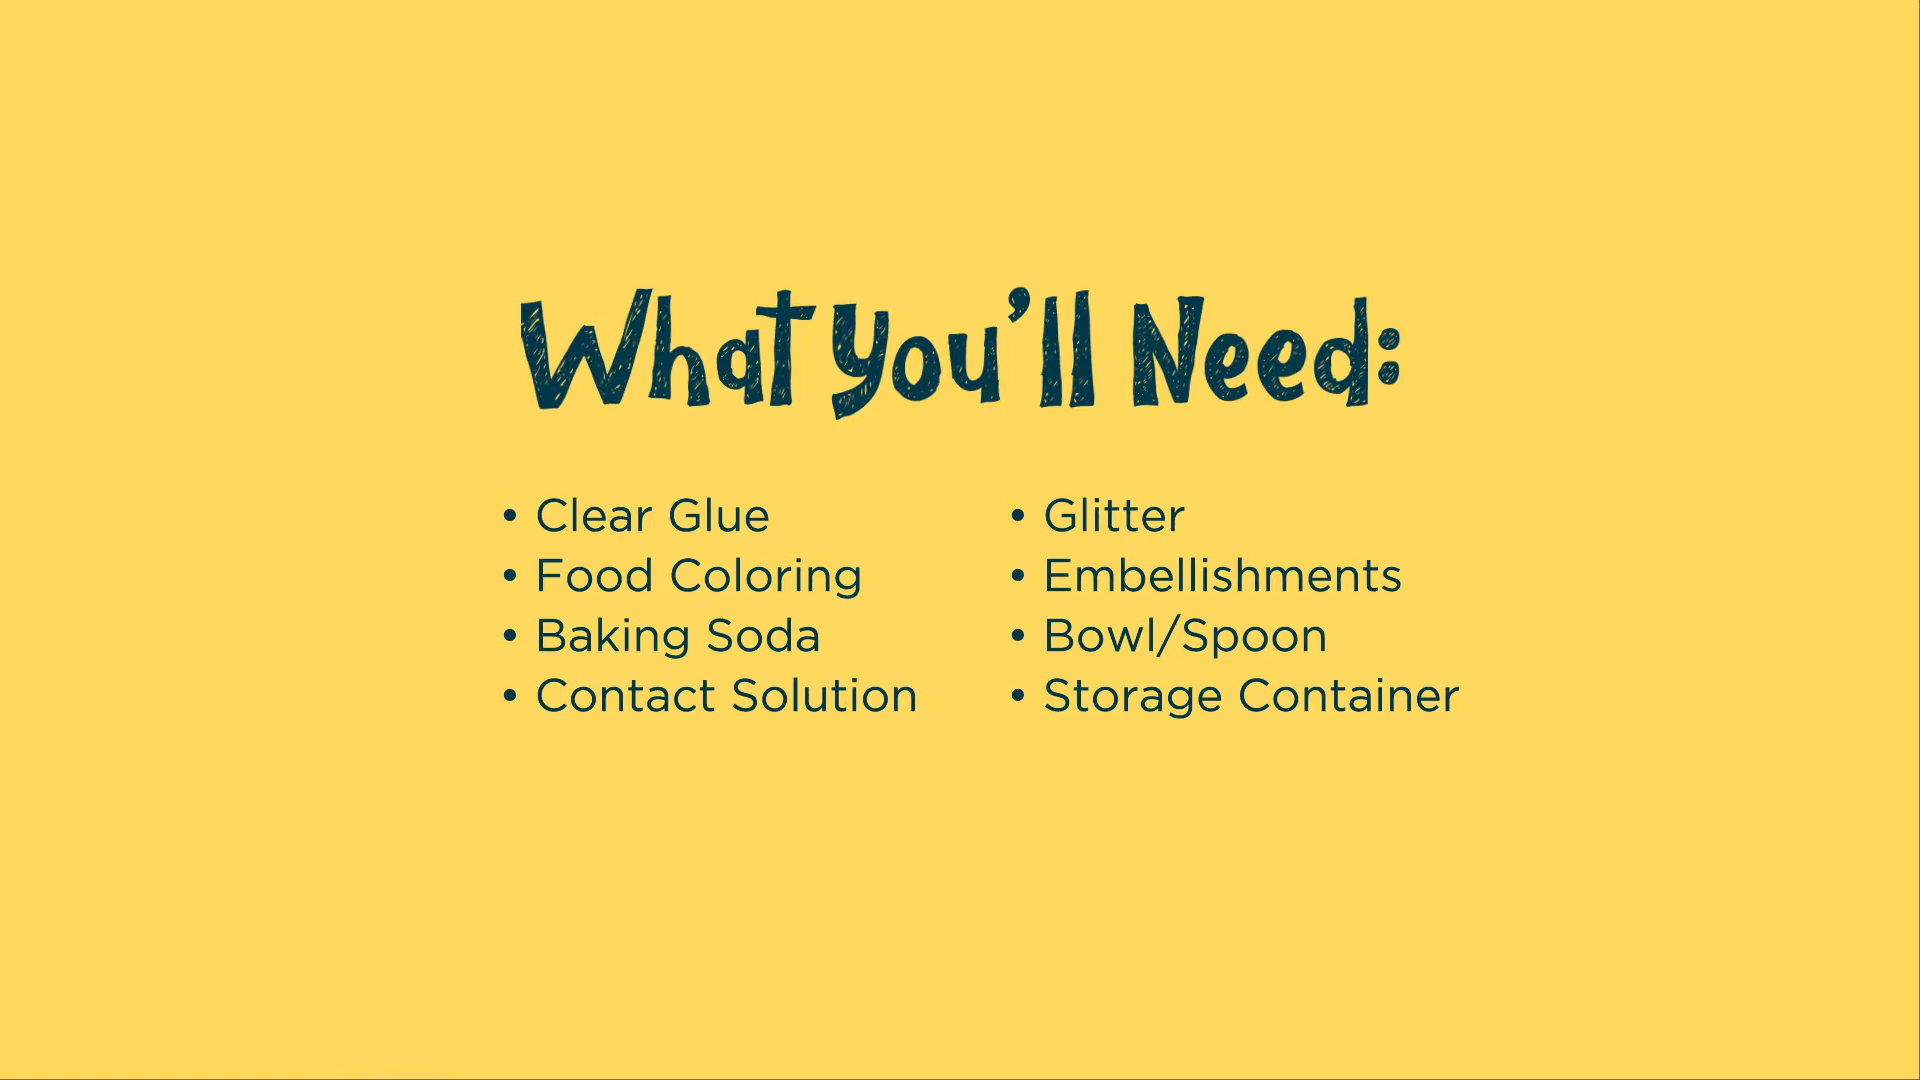 What You'll Need:
• Clear Glue
• Food Coloring
• Baking Soda
• Contact Solution
• Glitter
• Embellishments
• Bowl/Spoon
• Storage Container